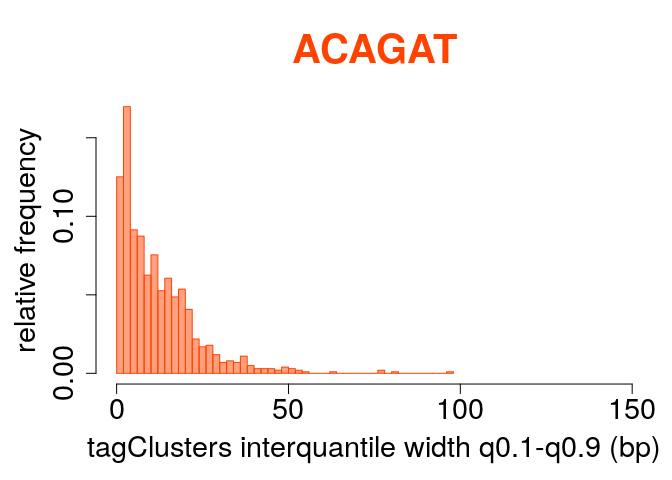 ACAGAT
relative frequency
0.10
0.00
0 50 100 150
tagClusters interquantile width q0.1-q0.9 (bp)